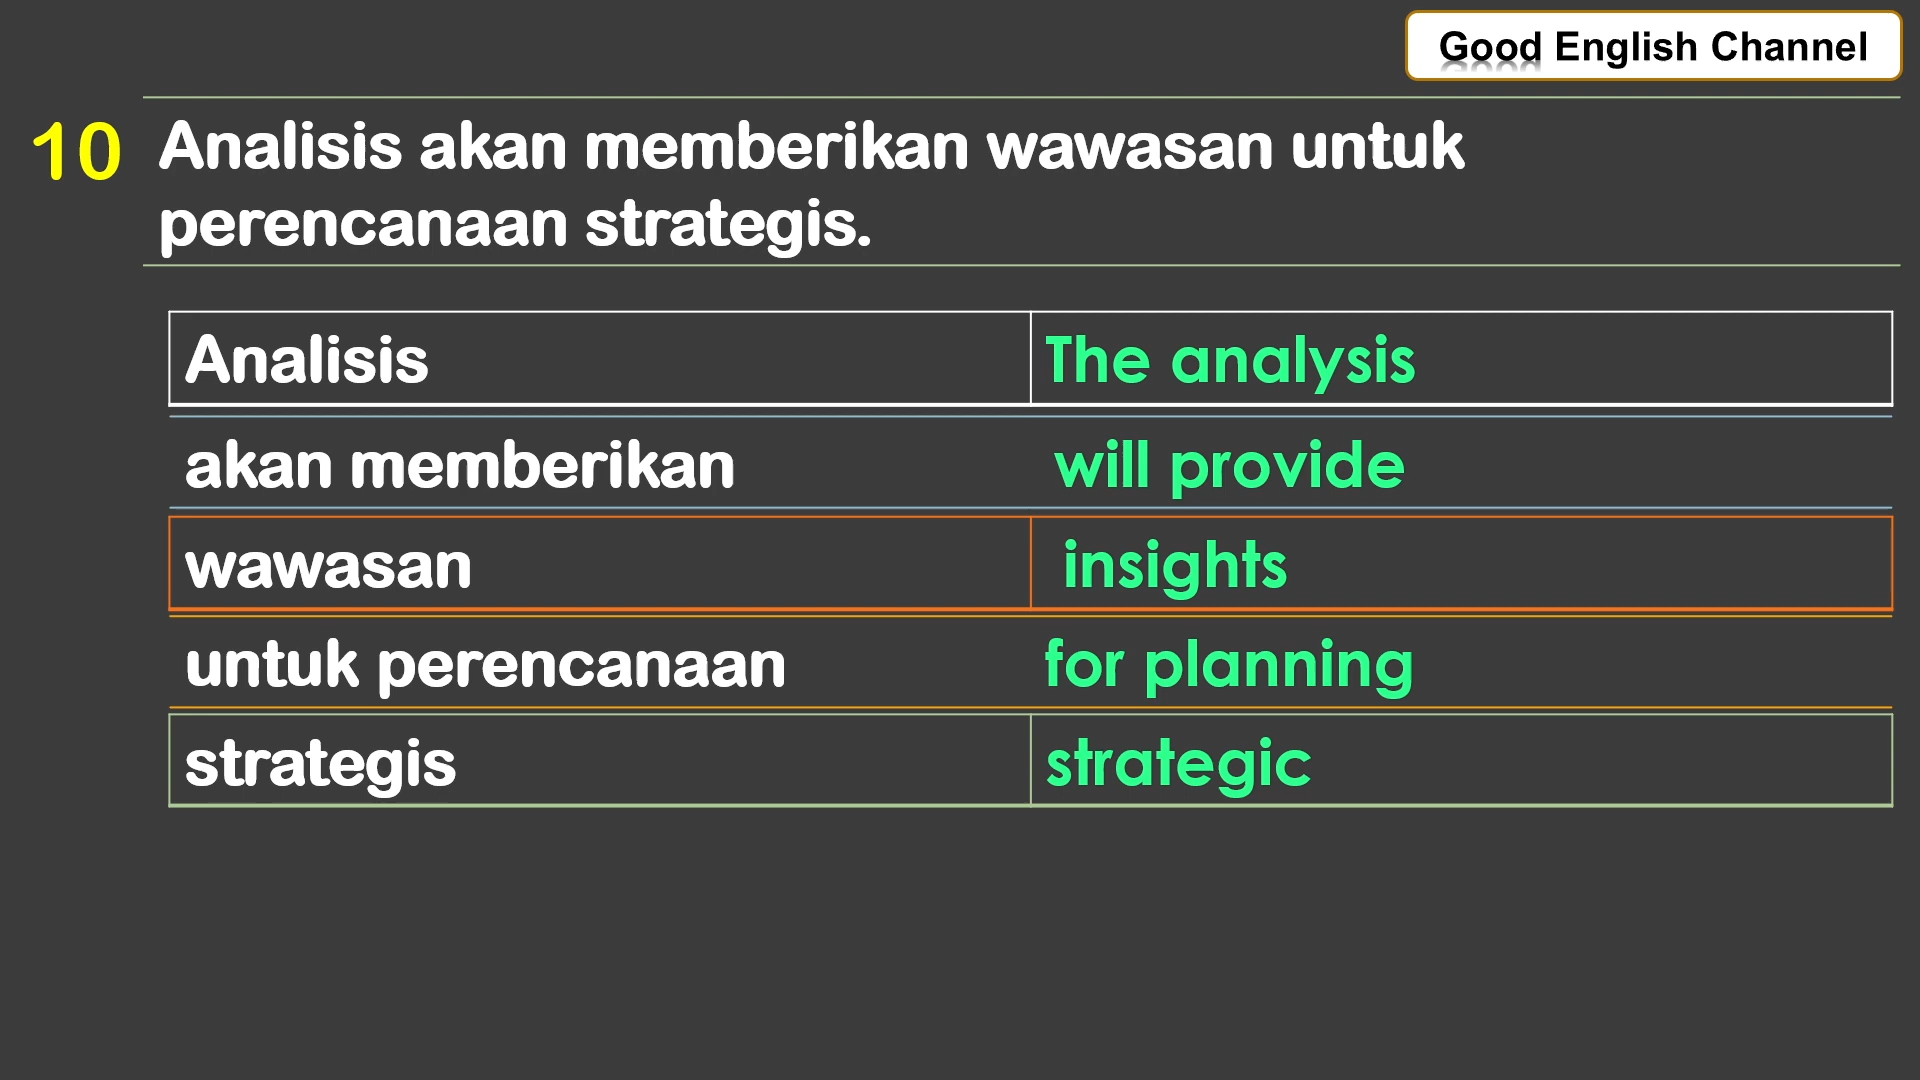 Good English Channel
10 Analisis akan memberikan wawasan untuk
perencanaan strategis.
Analisis The analysis
akan memberikan will provide
wawasan insights
untuk perencanaan for planning
strategis strategic